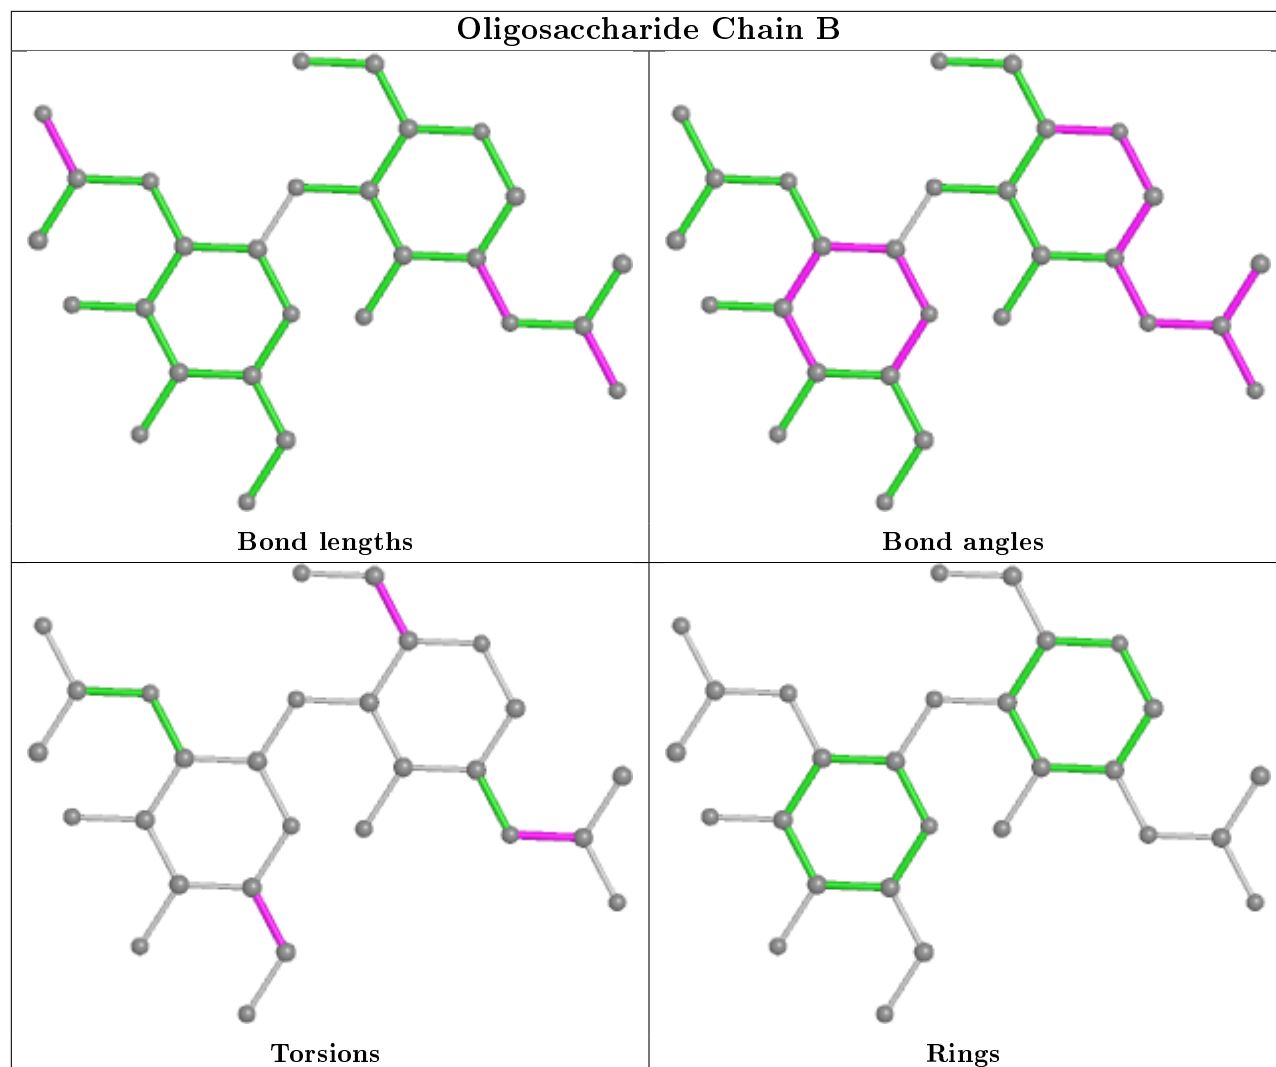 Oligosaccharide Chain B
Bond lengths
Bond angles
Torsions
Rings